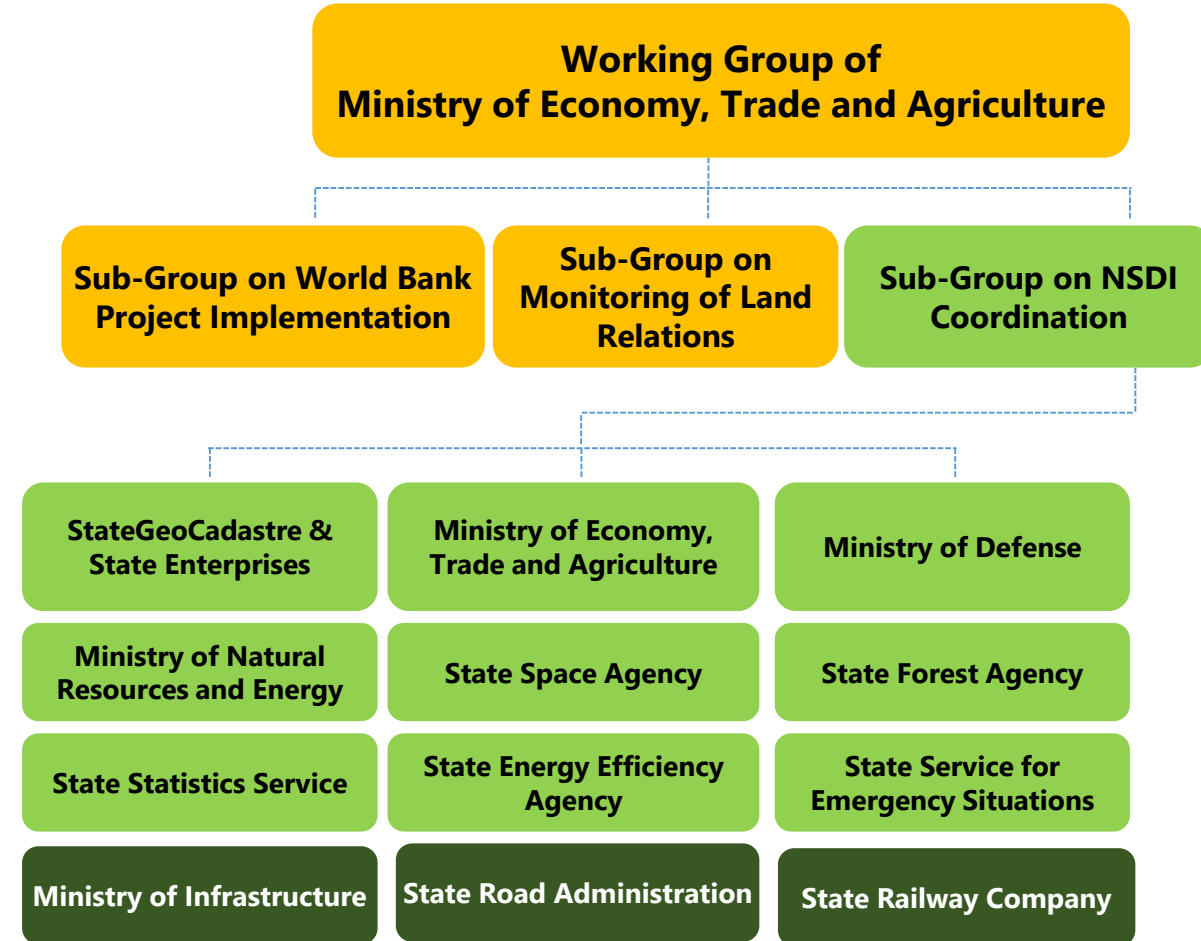 Working Group of
Ministry of Economy, Trade and Agriculture
Sub-Group on World Bank
Project Implementation
Sub-Group on
Monitoring of Land
Relations
Sub-Group on NSDI
Coordination
StateGeoCadastre &
State Enterprises
Ministry of Economy,
Trade and Agriculture
Ministry of Defense
Ministry of Natural
Resources and Energy
State Space Agency
State Forest Agency
State Statistics Service
State Energy Efficiency
Agency
State Service for
Emergency Situations
Ministry of Infrastructure
State Road Administration
State Railway Company